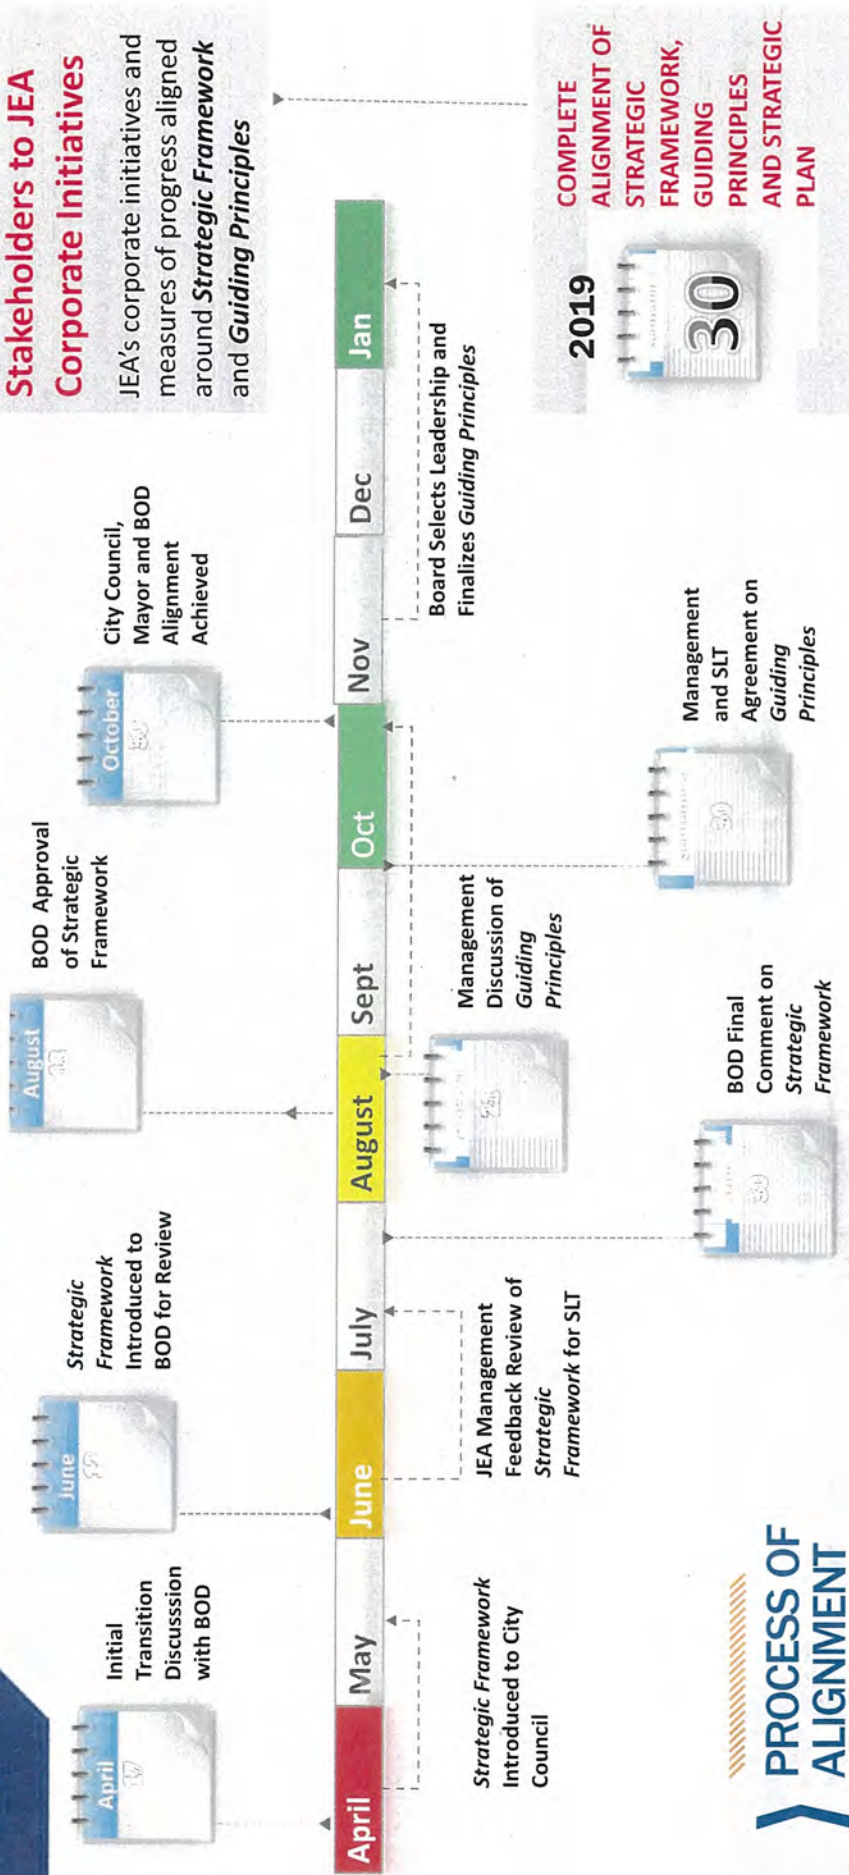 Stakeholders to JEA
Corporate Initiatives
JEA's corporate initiatives and
measures of progress aligned
around Strategic Framework
and Guiding Principles
April
17
Initial
Transition
Discusssion
with BOD
June
Strategic
Framework
Introduced to
BOD for Review
August
BOD Approval
of Strategic
Framework
October
30
City Council,
Mayor and BOD
Alignment
Achieved
April
May
June
July
August
Sept
Oct
Nov
Dec
Jan
Strategic Framework
Introduced to City
Council
JEA Management
Feedback Review of
Strategic
Framework for SLT
Management
Discussion of
Guiding
Principles
Board Selects Leadership and
Finalizes Guiding Principles
30
BOD Final
Comment on
Strategic
Framework
30
Management
and SLT
Agreement on
Guiding
Principles
2019
30
COMPLETE
ALIGNMENT OF
STRATEGIC
FRAMEWORK,
GUIDING
PRINCIPLES
AND STRATEGIC
PLAN
PROCESS OF
ALIGNMENT